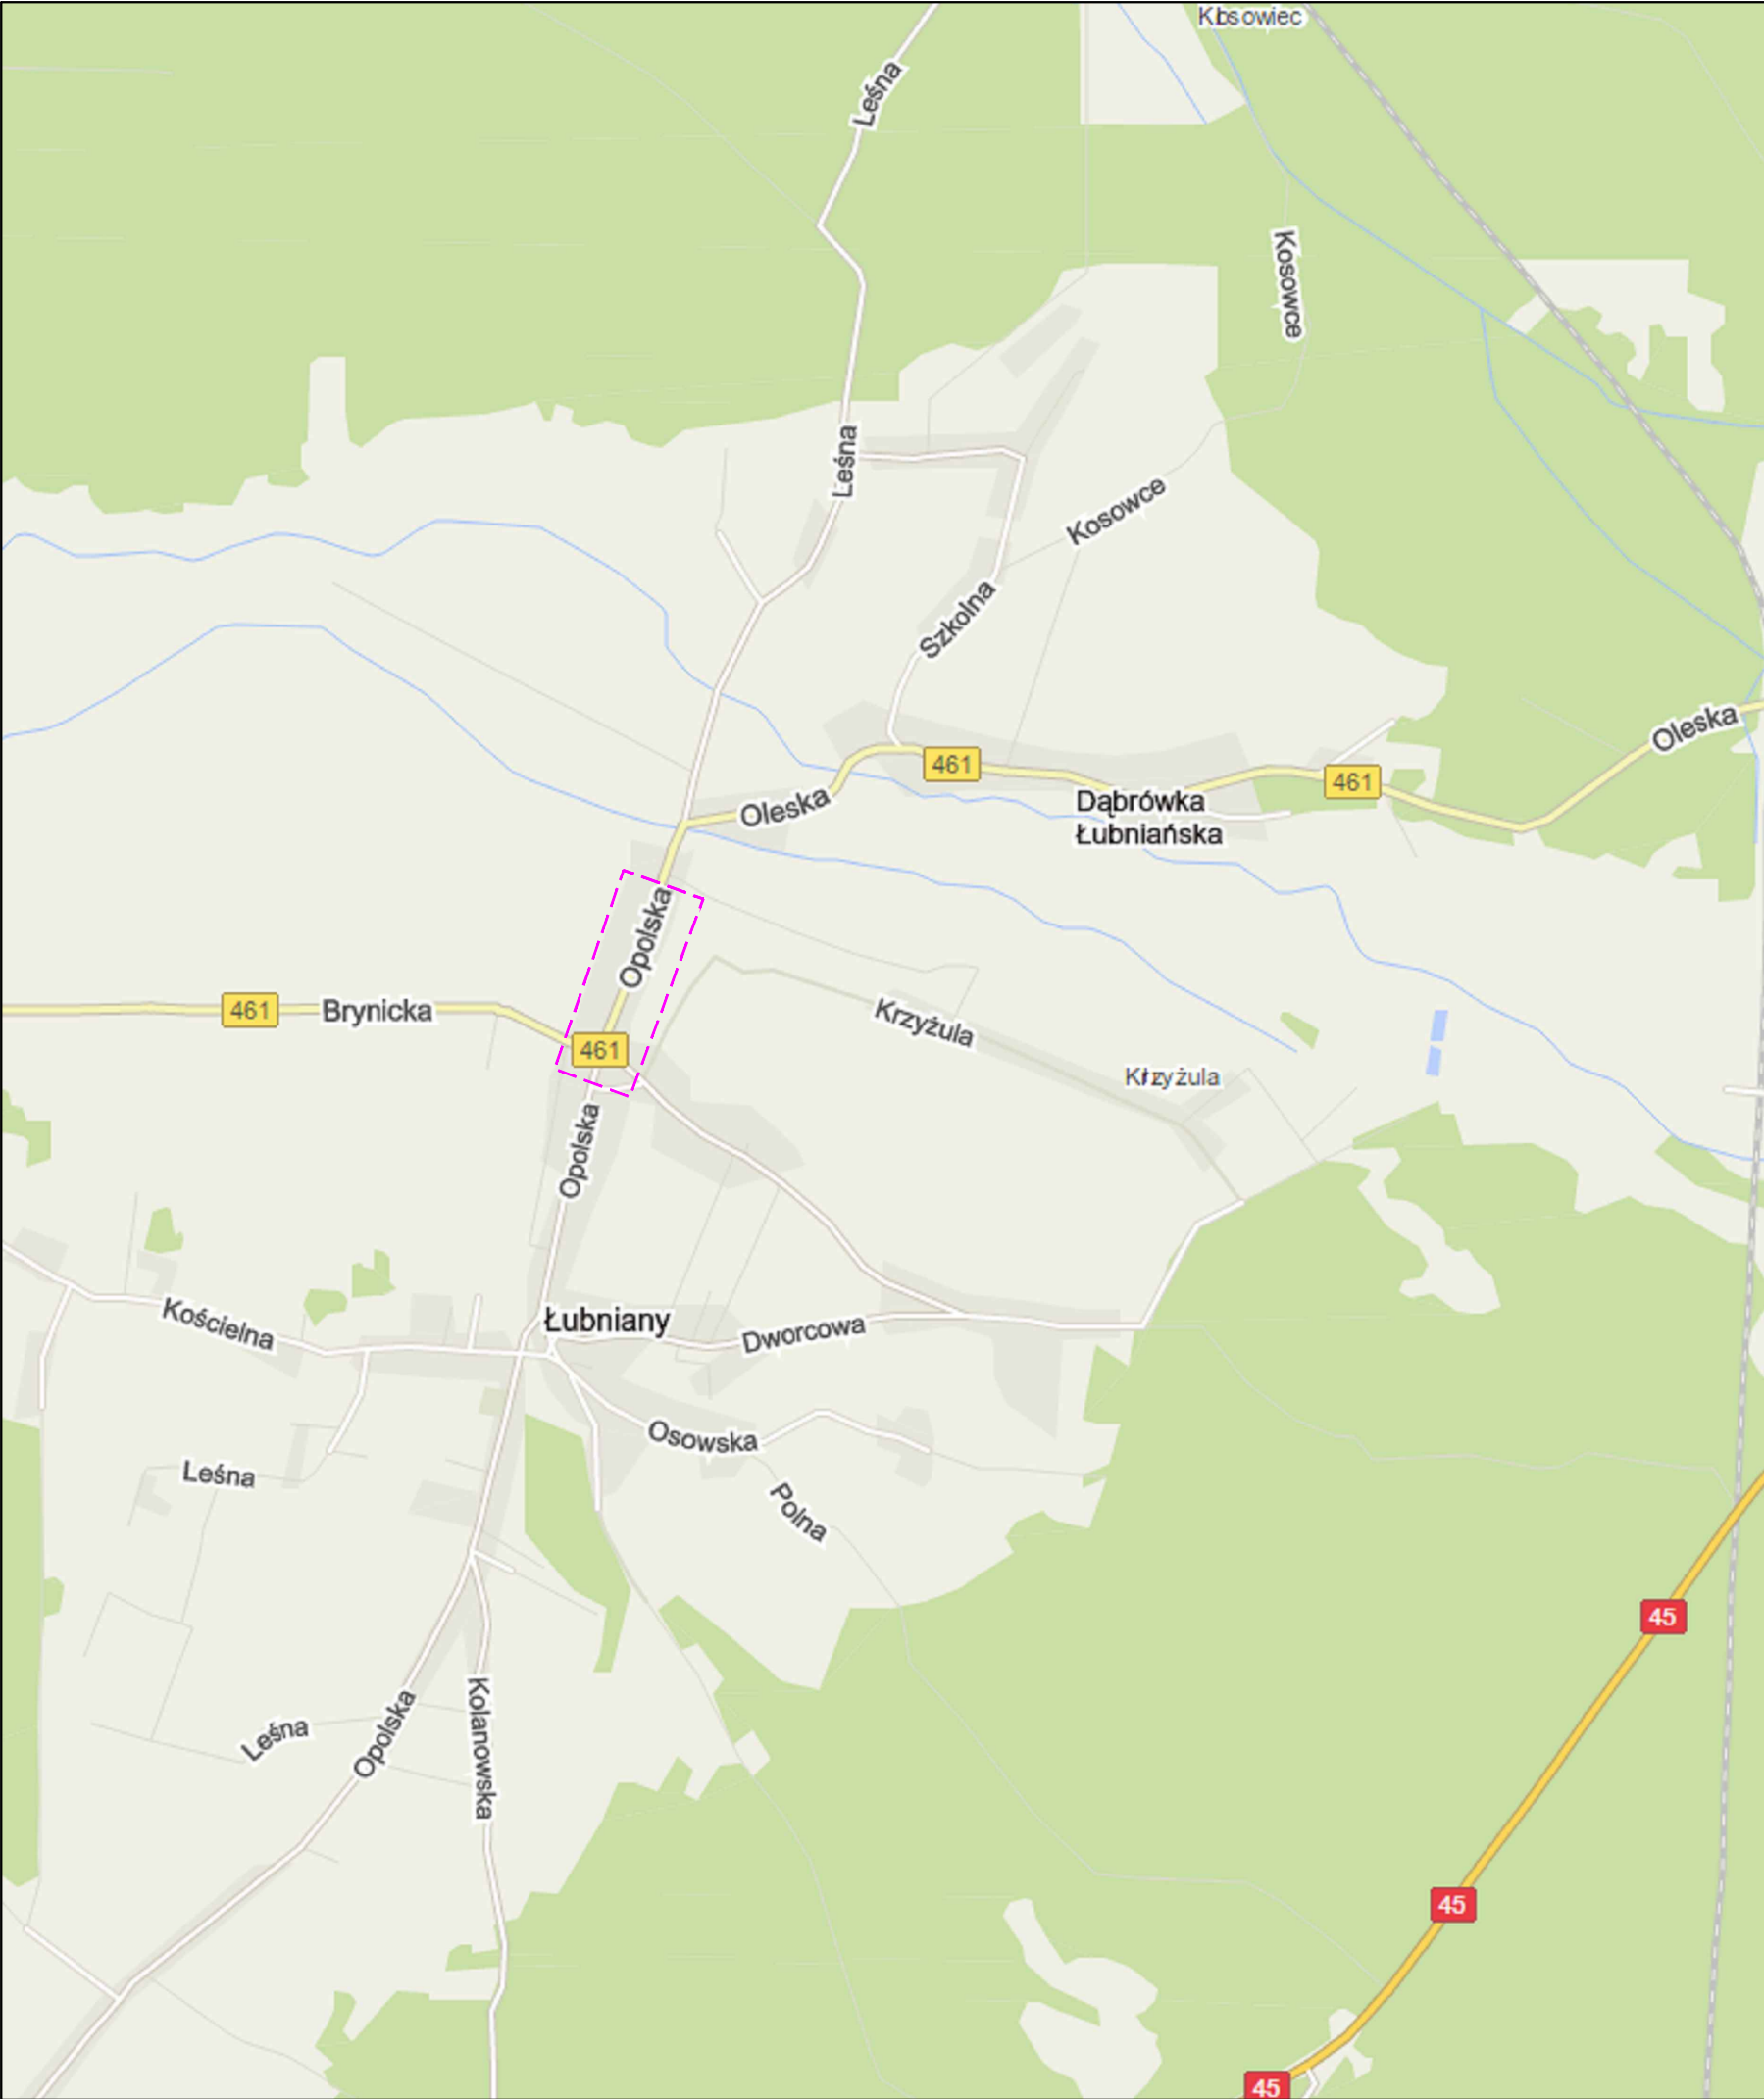 Kosowiec
Leśna
Kosowce
Leśna
Kosowce
Szkolna
Oleska
461
461
Oleska
Dąbrówka
Łubniańska
Opolska
461
Brynicka
Krzyżula
461
Krzyżula
Opolska
Kościelna
Łubniany
Dworcowa
Osowska
Leśna
Polna
45
Leśna
Opolska
Kolanowska
45
45